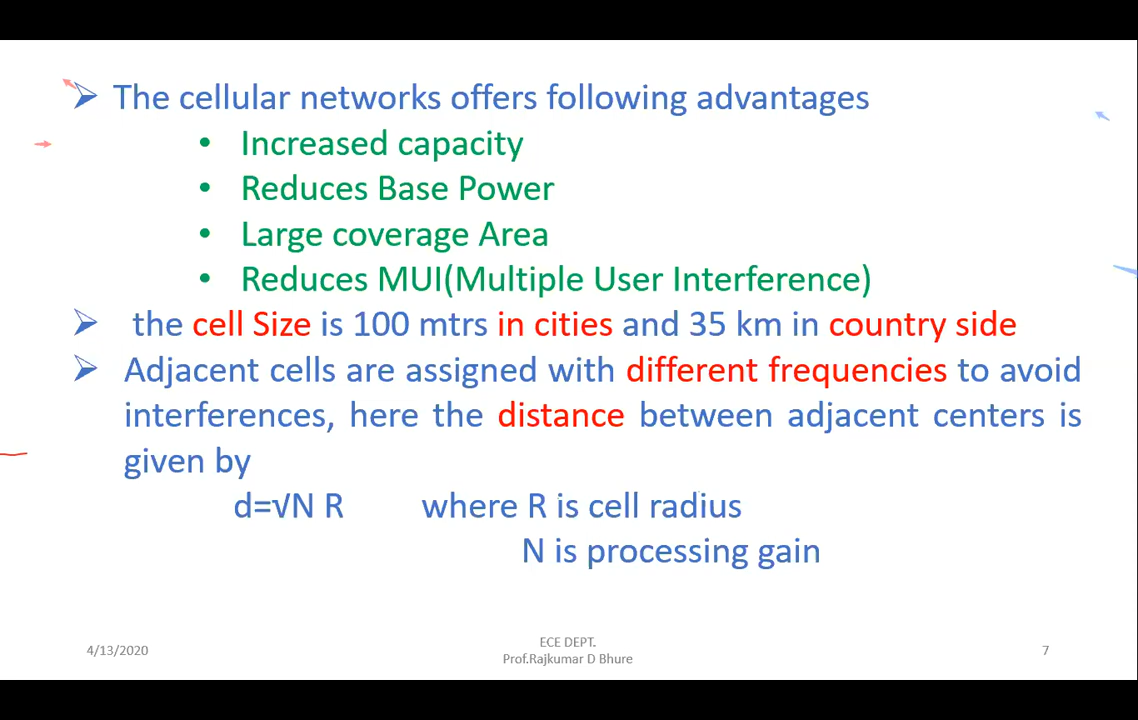 ➢ The cellular networks offers following advantages
• Increased capacity
• Reduces Base Power
• Large coverage Area
• Reduces MUI(Multiple User Interference)
➢ the cell Size is 100 mtrs in cities and 35 km in country side
➢ Adjacent cells are assigned with different frequencies to avoid
interferences, here the distance between adjacent centers is
given by
d=√N R where R is cell radius
N is processing gain
4/13/2020
ECE DEPT.
Prof.Rajkumar D Bhure
7